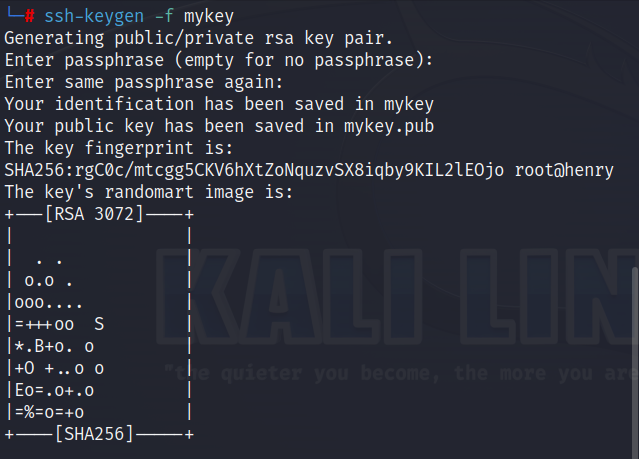 └─# ssh-keygen -f mykey
Generating public/private rsa key pair.
Enter passphrase (empty for no passphrase):
Enter same passphrase again:
Your identification has been saved in mykey
Your public key has been saved in mykey.pub
The key fingerprint is:
SHA256:rgC0c/mtcgg5CKV6hXtZoNquzvSX8iqby9KIL2lEOjo root@henry
The key's randomart image is:
+---[RSA 3072]----+
|                 |
|  . .            |
| o.o .           |
|ooo....          |
|=+++oo  S        |
|*.B+o. o         |
|+O +..o o        |
|Eo=.o+.o         |
|=%=o=+o          |
+----[SHA256]-----+
KALI LIN
"the quieter you become, the more you are